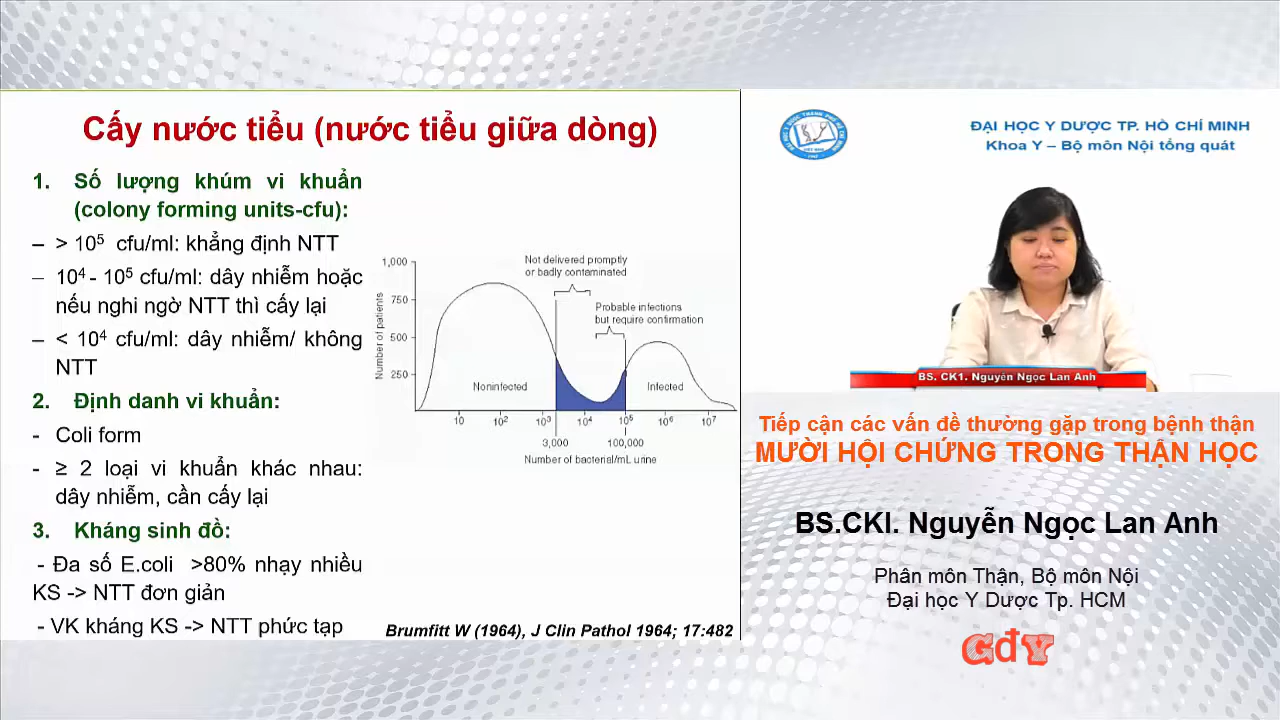 Cấy nước tiểu (nước tiểu giữa dòng)
1. Số lượng khúm vi khuẩn
(colony forming units-cfu):
– > 10⁵ cfu/ml: khẳng định NTT
– 10⁴ - 10⁵ cfu/ml: dây nhiễm hoặc
nếu nghi ngờ NTT thì cấy lại
– < 10⁴ cfu/ml: dây nhiễm/ không
NTT
2. Định danh vi khuẩn:
- Coli form
- ≥ 2 loại vi khuẩn khác nhau:
dây nhiễm, cần cấy lại
3. Kháng sinh đồ:
- Đa số E.coli >80% nhạy nhiều
KS -> NTT đơn giản
- VK kháng KS -> NTT phức tạp
Not delivered promptly
or badly contaminated
Probable infections
but require confirmation
Number of patients
1,000
750
500
250
Noninfected
Infected
10 10² 10³ 10⁴ 10⁵ 10⁶ 10⁷
3,000 100,000
Number of bacterial/mL urine
Brumfitt W (1964), J Clin Pathol 1964; 17:482
ĐẠI HỌC Y DƯỢC TP. HỒ CHÍ MINH
Khoa Y – Bộ môn Nội tổng quát
BS. CK1. Nguyễn Ngọc Lan Anh
Tiếp cận các vấn đề thường gặp trong bệnh thận
MƯỜI HỘI CHỨNG TRONG THẬN HỌC
BS.CKI. Nguyễn Ngọc Lan Anh
Phân môn Thận, Bộ môn Nội
Đại học Y Dược Tp. HCM
GđY